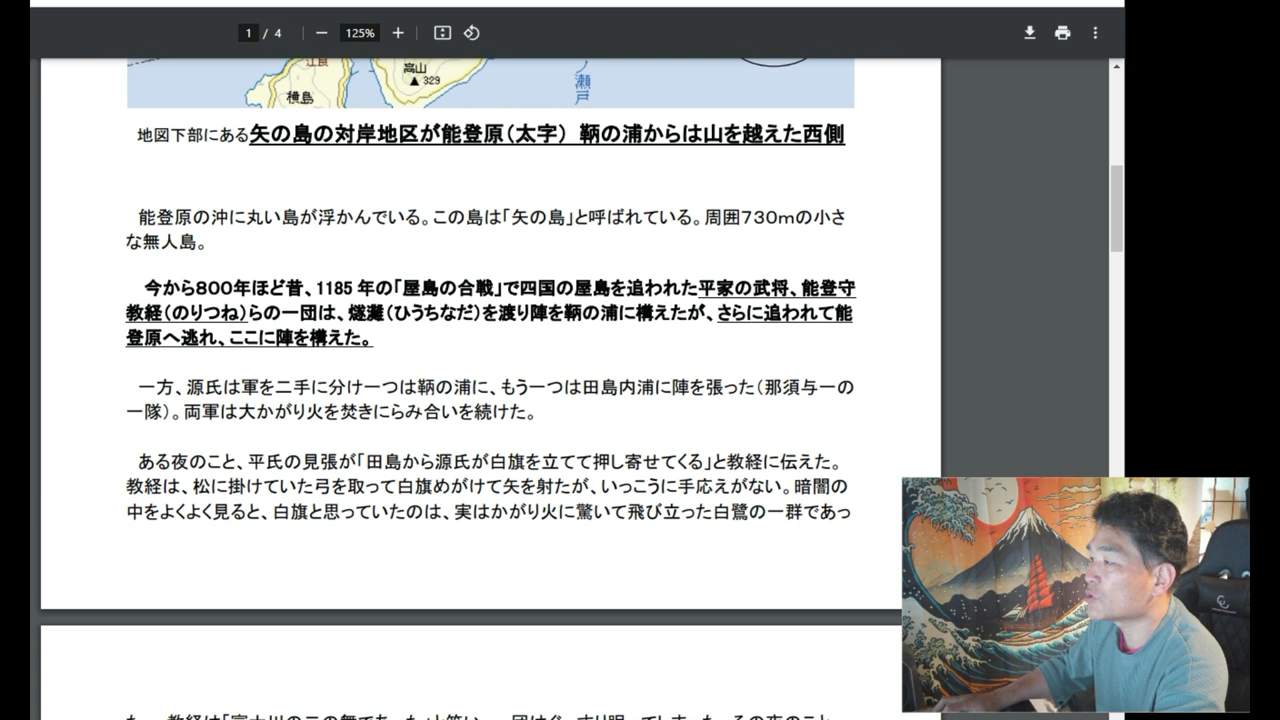 1 / 4 125%
江良
高山
▲329
横島
瀬戸
地図下部にある矢の島の対岸地区が能登原（太字） 鞆の浦からは山を越えた西側
能登原の沖に丸い島が浮かんでいる。この島は「矢の島」と呼ばれている。周囲７３０ｍの小さ
な無人島。
今から８００年ほど昔、1185 年の「屋島の合戦」で四国の屋島を追われた平家の武将、能登守
教経（のりつね）らの一団は、燧灘（ひうちなだ）を渡り陣を鞆の浦に構えたが、さらに追われて能
登原へ逃れ、ここに陣を構えた。
一方、源氏は軍を二手に分け一つは鞆の浦に、もう一つは田島内浦に陣を張った（那須与一の
一隊）。両軍は大かがり火を焚きにらみ合いを続けた。
ある夜のこと、平氏の見張が「田島から源氏が白旗を立てて押し寄せてくる」と教経に伝えた。
教経は、松に掛けていた弓を取って白旗めがけて矢を射たが、いっこうに手応えがない。暗闇の
中をよくよく見ると、白旗と思っていたのは、実はかがり火に驚いて飛び立った白鷺の一群であっ